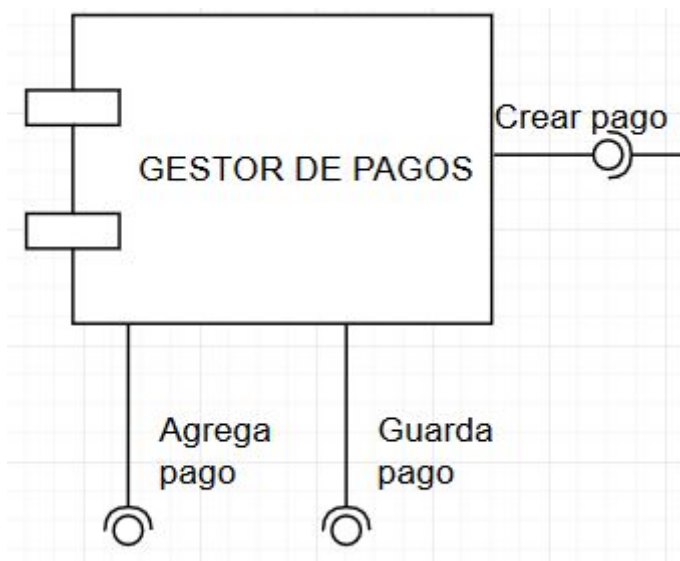 Crear pago
GESTOR DE PAGOS
Agrega
pago
Guarda
pago